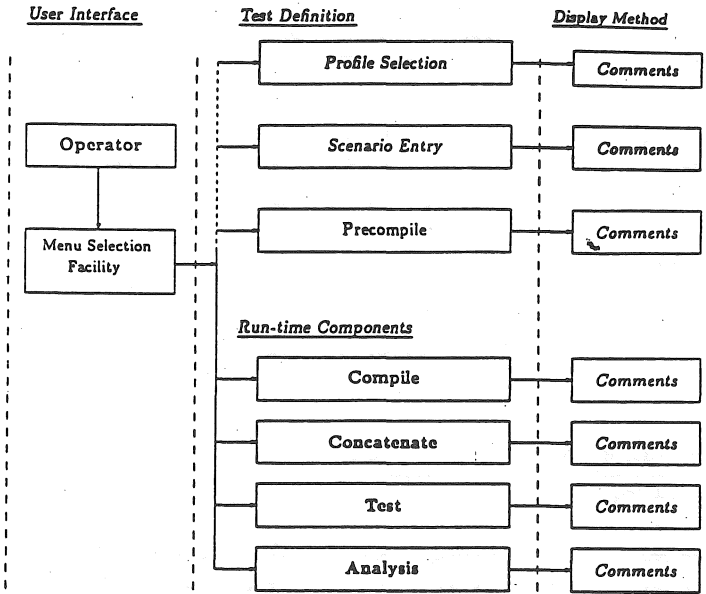 User Interface
Test Definition
Display Method
Profile Selection
Comments
Operator
Scenario Entry
Comments
Menu Selection
Facility
Precompile
Comments
Run-time Components
Compile
Comments
Concatenate
Comments
Test
Comments
Analysis
Comments